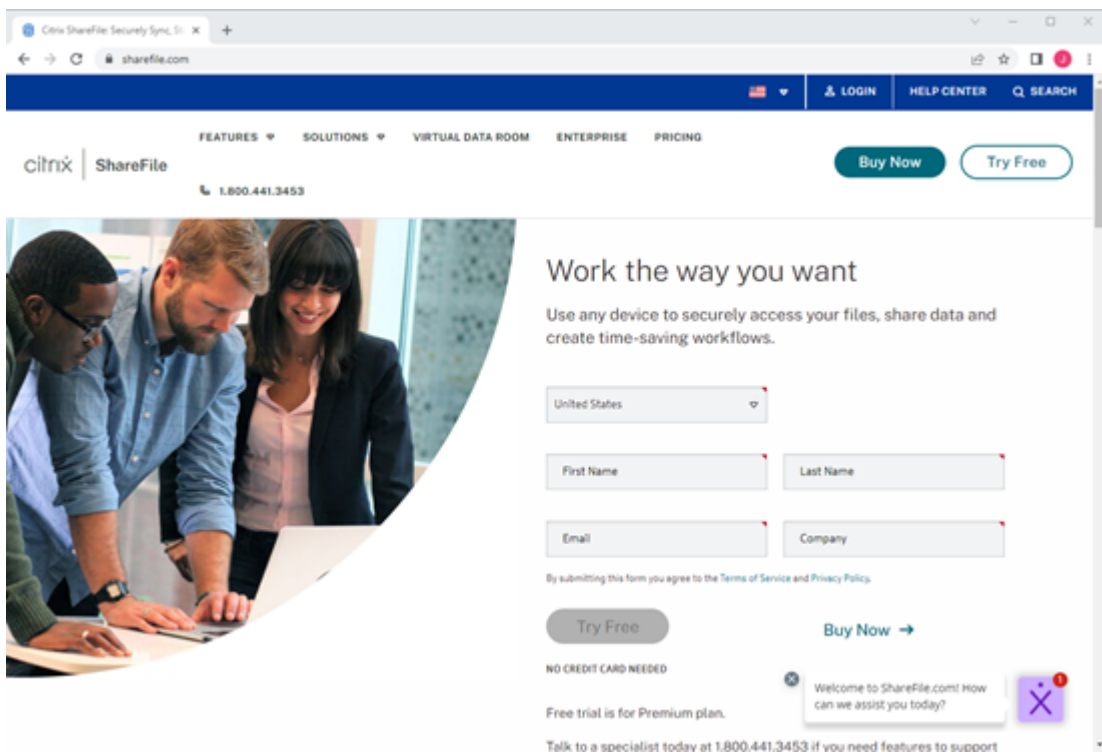 Citrix ShareFile: Securely Sync, S
sharefile.com
LOGIN
HELP CENTER
SEARCH
FEATURES
SOLUTIONS
VIRTUAL DATA ROOM
ENTERPRISE
PRICING
citrix | ShareFile
1.800.441.3453
Buy Now
Try Free
Work the way you want
Use any device to securely access your files, share data and
create time-saving workflows.
United States
First Name
Last Name
Email
Company
By submitting this form you agree to the Terms of Service and Privacy Policy.
Try Free
Buy Now →
NO CREDIT CARD NEEDED
Welcome to ShareFile.com! How
can we assist you today?
1
Free trial is for Premium plan.
Talk to a specialist today at 1.800.441.3453 if you need features to support